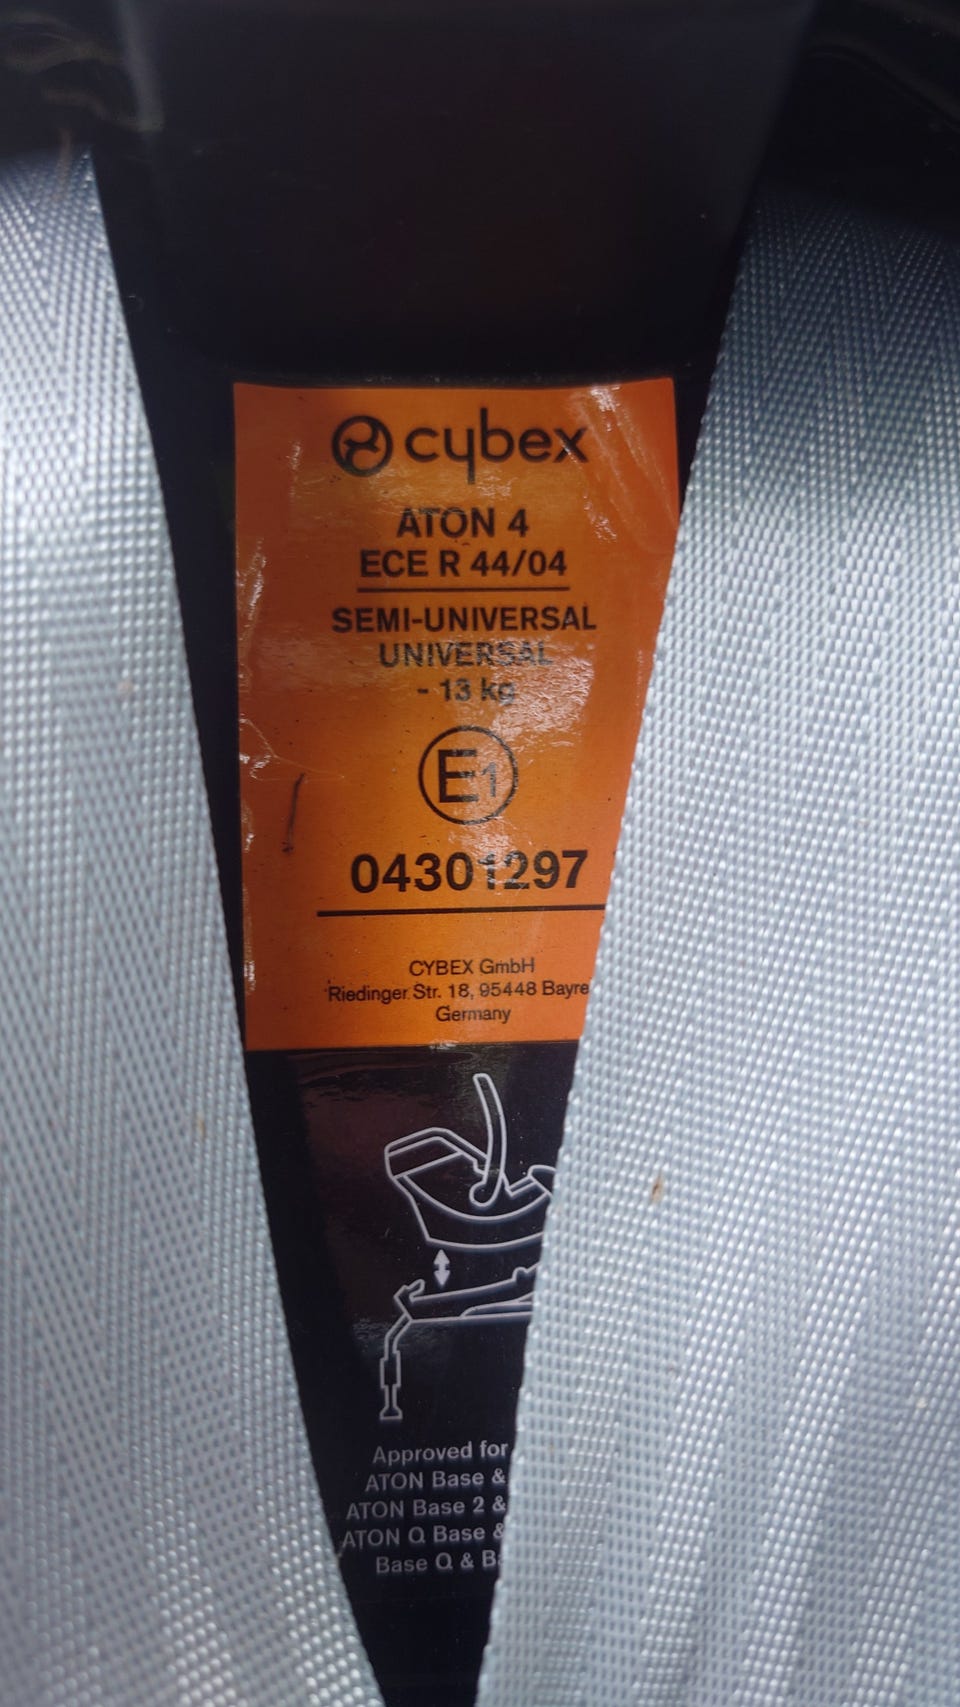 cybex
ATON 4
ECE R 44/04
SEMI-UNIVERSAL
UNIVERSAL
- 13 kg
E1
04301297
CYBEX GmbH
Riedinger Str. 18, 95448 Bayre
Germany
Approved for
ATON Base &
ATON Base 2 &
ATON Q Base &
Base Q &